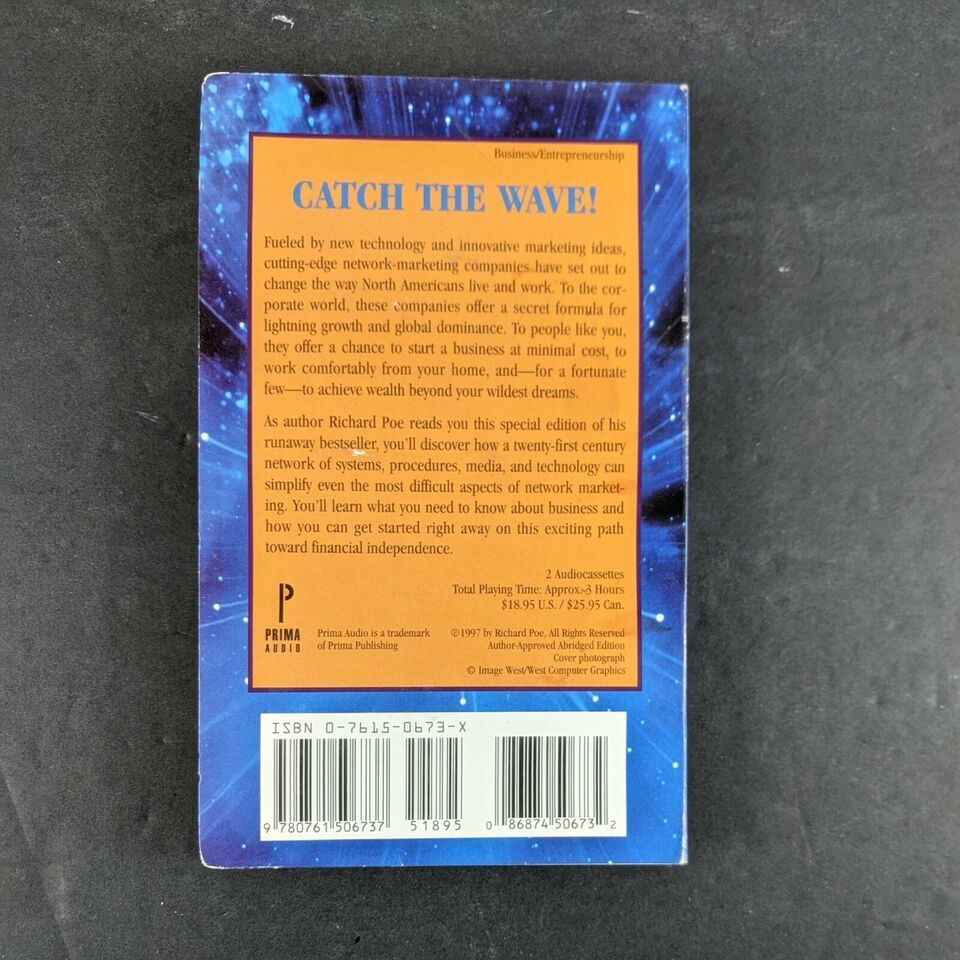 Business/Entrepreneurship
CATCH THE WAVE!
Fueled by new technology and innovative marketing ideas,
cutting-edge network-marketing companies have set out to
change the way North Americans live and work. To the cor-
porate world, these companies offer a secret formula for
lightning growth and global dominance. To people like you,
they offer a chance to start a business at minimal cost, to
work comfortably from your home, and—for a fortunate
few—to achieve wealth beyond your wildest dreams.
As author Richard Poe reads you this special edition of his
runaway bestseller, you'll discover how a twenty-first century
network of systems, procedures, media, and technology can
simplify even the most difficult aspects of network market-
ing. You'll learn what you need to know about business and
how you can get started right away on this exciting path
toward financial independence.
2 Audiocassettes
Total Playing Time: Approx. 3 Hours
$18.95 U.S. / $25.95 Can.
P
PRIMA
AUDIO
Prima Audio is a trademark
of Prima Publishing
℗1997 by Richard Poe, All Rights Reserved
Author-Approved Abridged Edition
Cover photograph
© Image West/West Computer Graphics
ISBN 0-7615-0673-X
9 780761 506737
51895
0 86874 50673 2